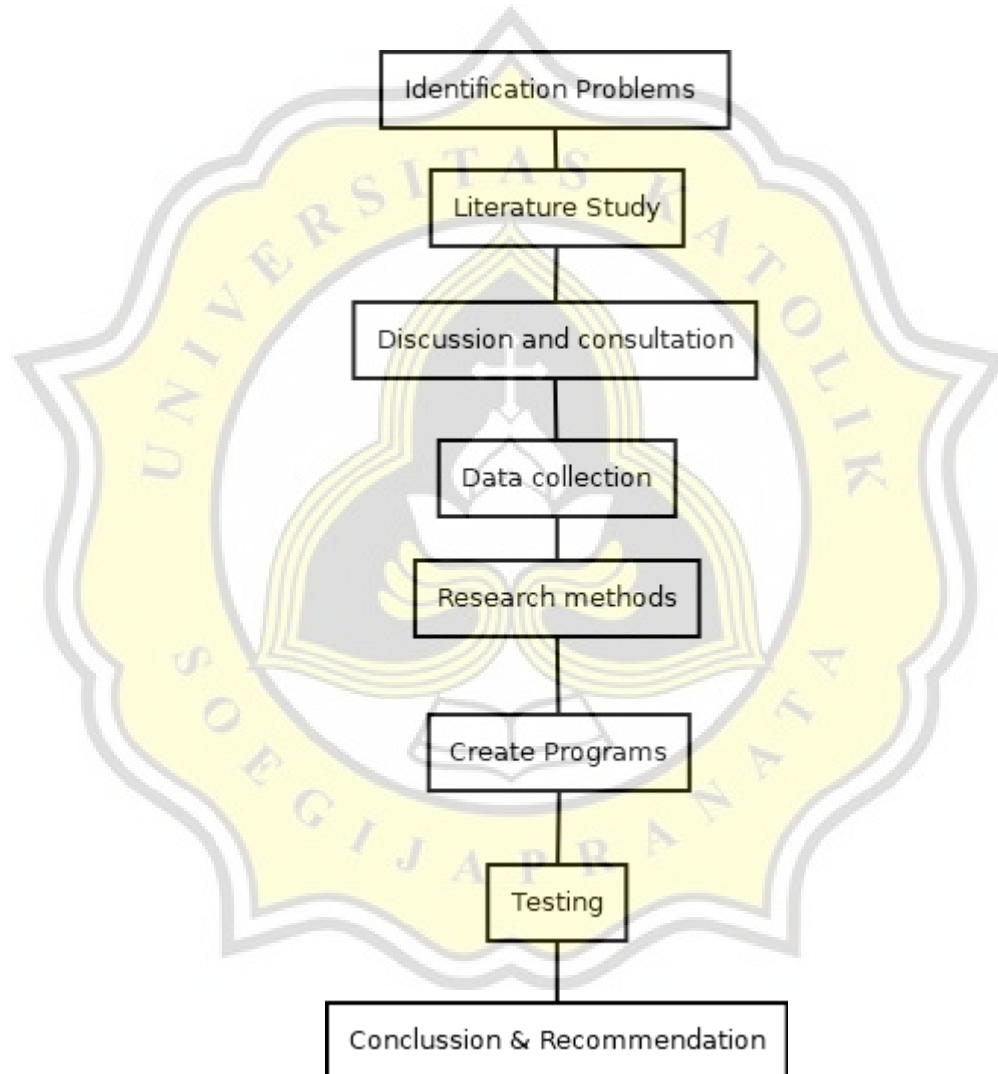 Identification Problems
UNIVERSITAS KATOLIK
Literature Study
Discussion and consultation
Data collection
Research methods
Create Programs
SOEGIJAPRANATA
Testing
Conclussion & Recommendation